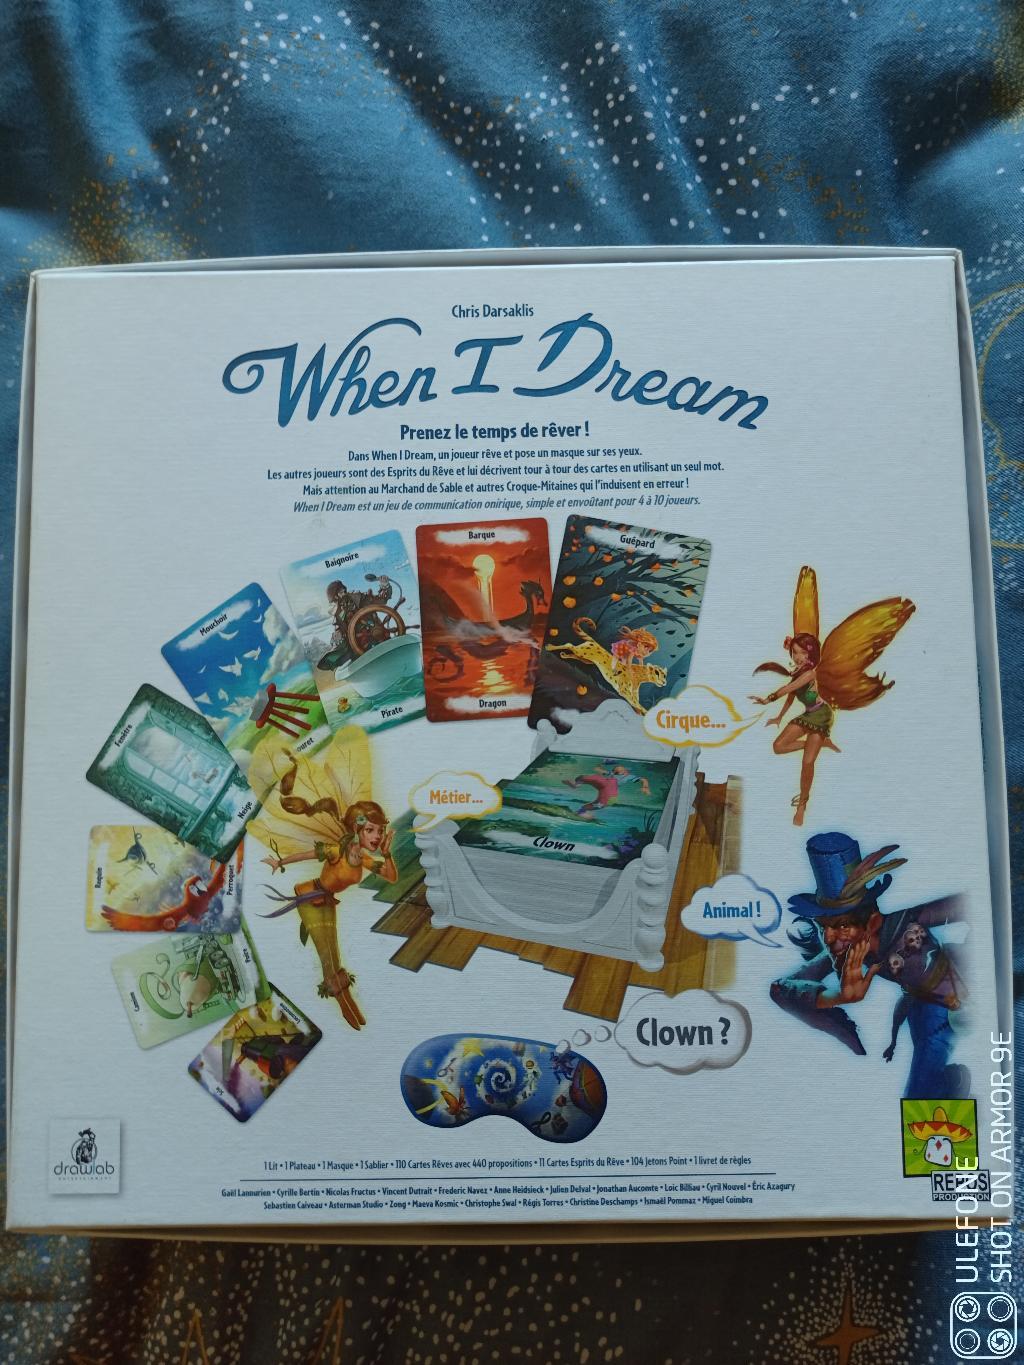 Chris Darsaklis
When I Dream
Prenez le temps de rêver !
Dans When I Dream, un joueur rêve et pose un masque sur ses yeux.
Les autres joueurs sont des Esprits du Rêve et lui décrivent tour à tour des cartes en utilisant un seul mot.
Mais attention au Marchand de Sable et autres Croque-Mitaines qui l'induisent en erreur !
When I Dream est un jeu de communication onirique, simple et envoûtant pour 4 à 10 joueurs.
Barque
Guépard
Baignoire
Mouchoir
Dragon
Pirate
Cirque...
Fenêtre
Neige
Métier...
Clown
Requin
Perroquet
Animal !
Clown ?
drawlab
ENTERTAINMENT
REPOS
PRODUCTION
1 Lit • 1 Plateau • 1 Masque • 1 Sablier • 110 Cartes Rêves avec 440 propositions • 11 Cartes Esprits du Rêve • 104 Jetons Point • 1 livret de règles
Gaël Lannurien • Cyrille Bertin • Nicolas Fructus • Vincent Dutrait • Frederic Navez • Anne Heidsieck • Julien Delval • Jonathan Aucomte • Loïc Billiau • Cyril Nouvel • Éric Azagury
Sebastien Caiveau • Asterman Studio • Zong • Maeva Kosmic • Christophe Swal • Régis Torres • Christine Deschamps • Ismaël Pommaz • Miguel Coimbra
ULEFONE
SHOT ON ARMOR 9E